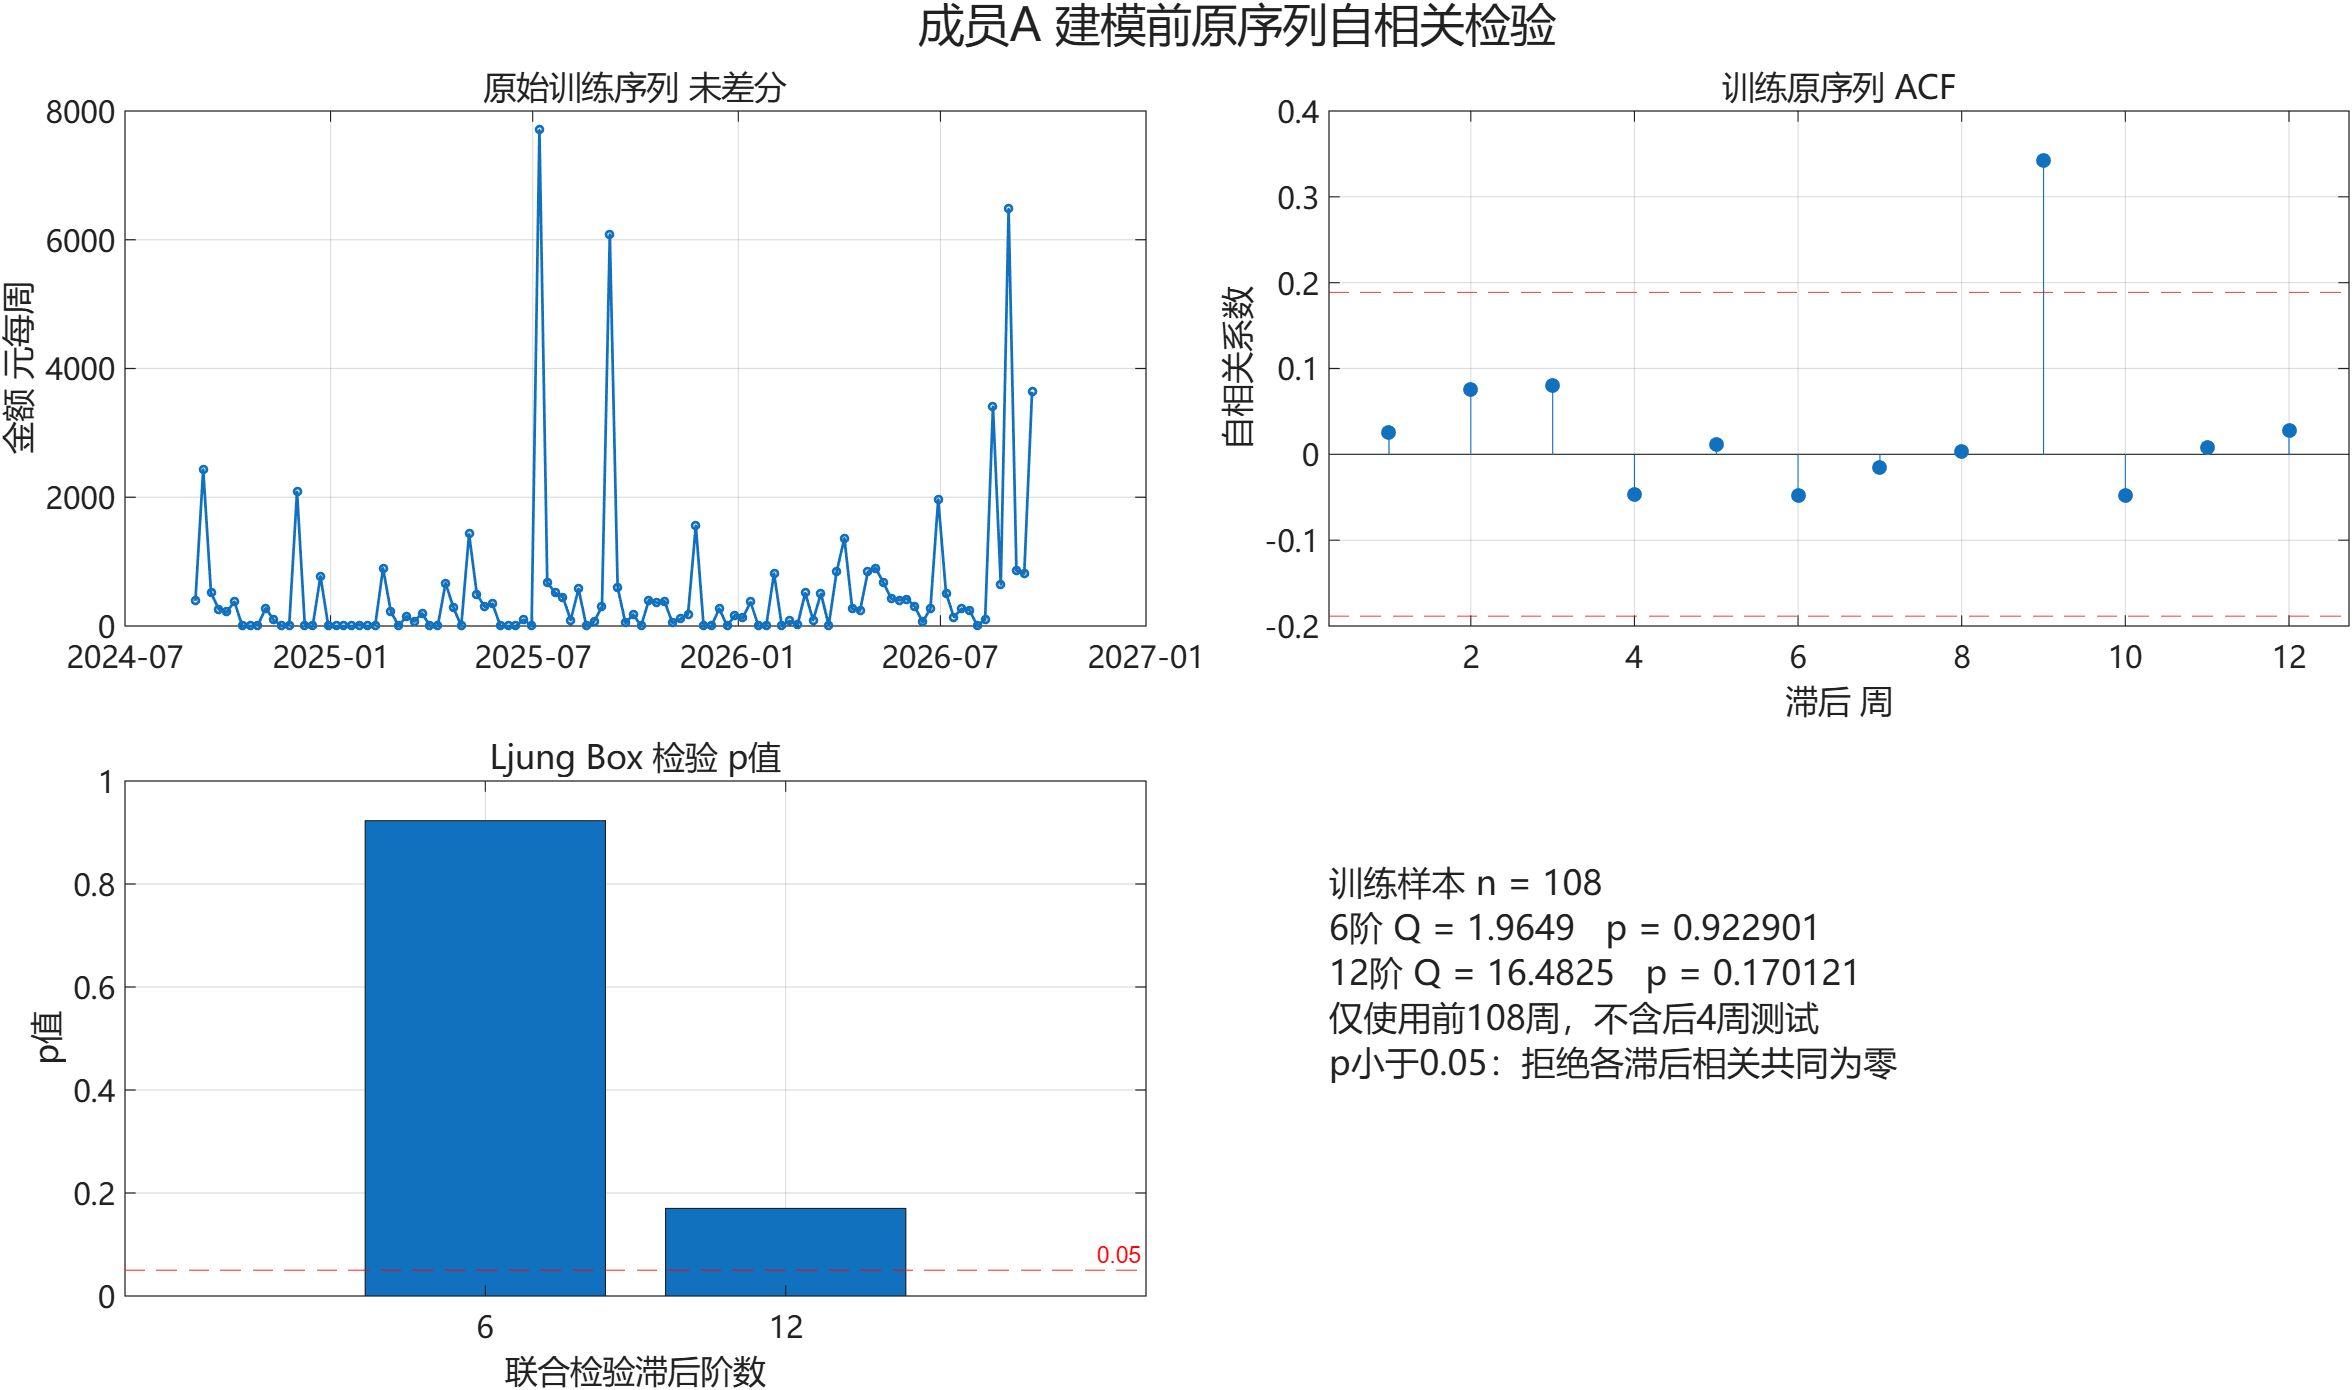 成员A 建模前原序列自相关检验
原始训练序列 未差分
8000
6000
4000
2000
0
金额 元每周
2024-07
2025-01
2025-07
2026-01
2026-07
2027-01
训练原序列 ACF
0.4
0.3
0.2
0.1
0
-0.1
-0.2
自相关系数
2
4
6
8
10
12
滞后 周
Ljung Box 检验 p值
1
0.8
0.6
0.4
0.2
0
p值
0.05
6
12
联合检验滞后阶数
训练样本 n = 108
6阶 Q = 1.9649 p = 0.922901
12阶 Q = 16.4825 p = 0.170121
仅使用前108周，不含后4周测试
p小于0.05：拒绝各滞后相关共同为零